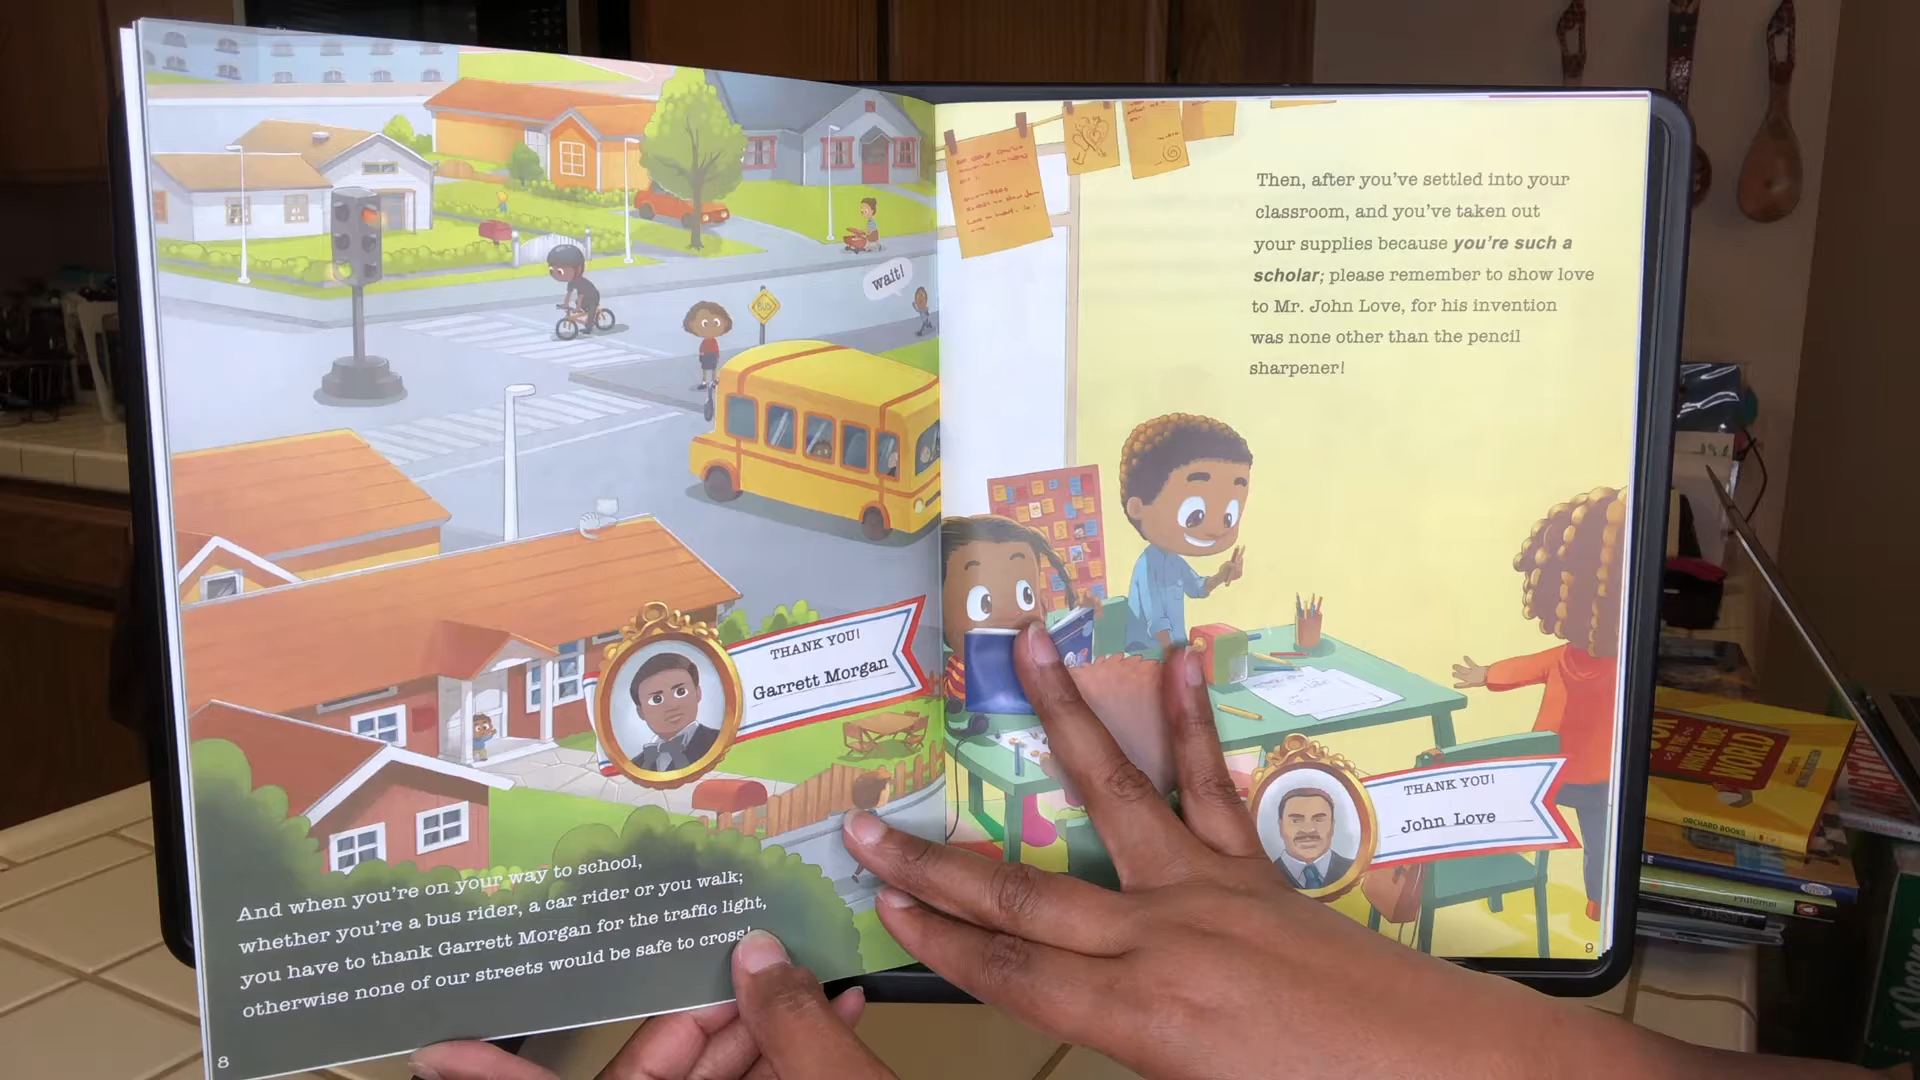 wait!
BUS
THANK YOU!
Garrett Morgan
And when you're on your way to school,
whether you're a bus rider, a car rider or you walk;
you have to thank Garrett Morgan for the traffic light,
otherwise none of our streets would be safe to cross!
8
Then, after you've settled into your
classroom, and you've taken out
your supplies because you're such a
scholar; please remember to show love
to Mr. John Love, for his invention
was none other than the pencil
sharpener!
THANK YOU!
John Love
9
WORLD
ORCHARD BOOKS